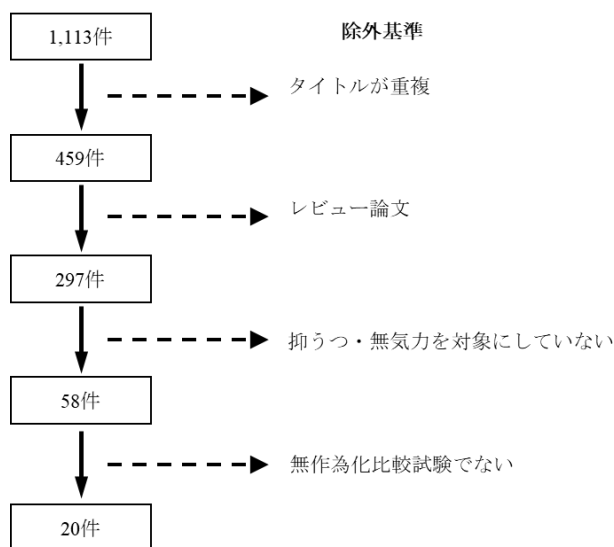 1,113件
除外基準
タイトルが重複
459件
レビュー論文
297件
抑うつ・無気力を対象にしていない
58件
無作為化比較試験でない
20件